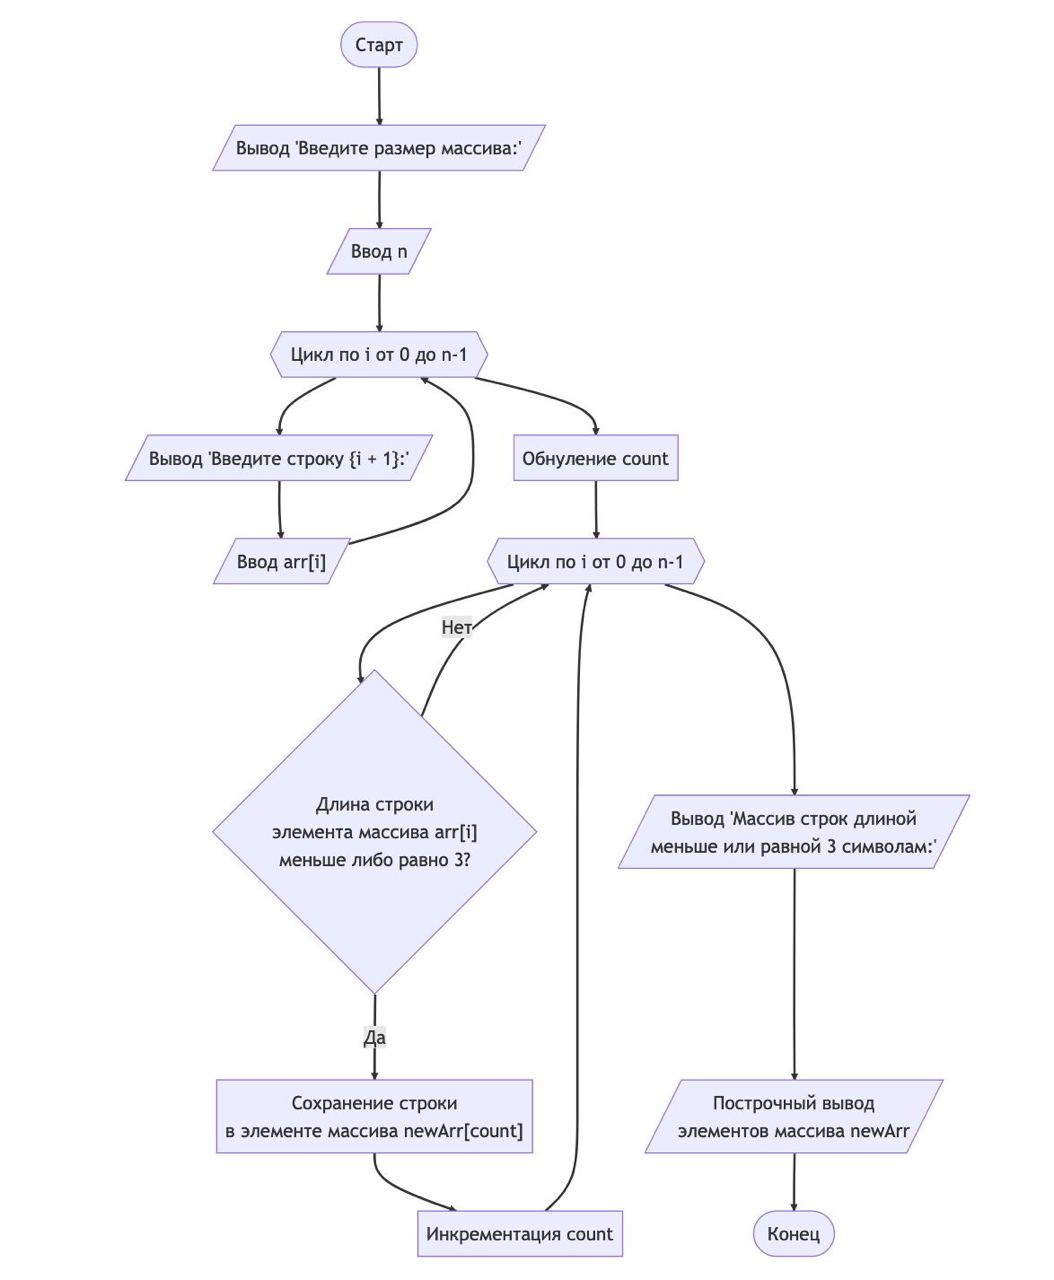 Старт
Вывод 'Введите размер массива:'
Ввод n
Цикл по i от 0 до n-1
Вывод 'Введите строку {i + 1}:'
Обнуление count
Ввод arr[i]
Цикл по i от 0 до n-1
Нет
Длина строки
элемента массива arr[i]
меньше либо равно 3?
Вывод 'Массив строк длиной
меньше или равной 3 символам:'
Да
Сохранение строки
в элементе массива newArr[count]
Построчный вывод
элементов массива newArr
Инкрементация count
Конец